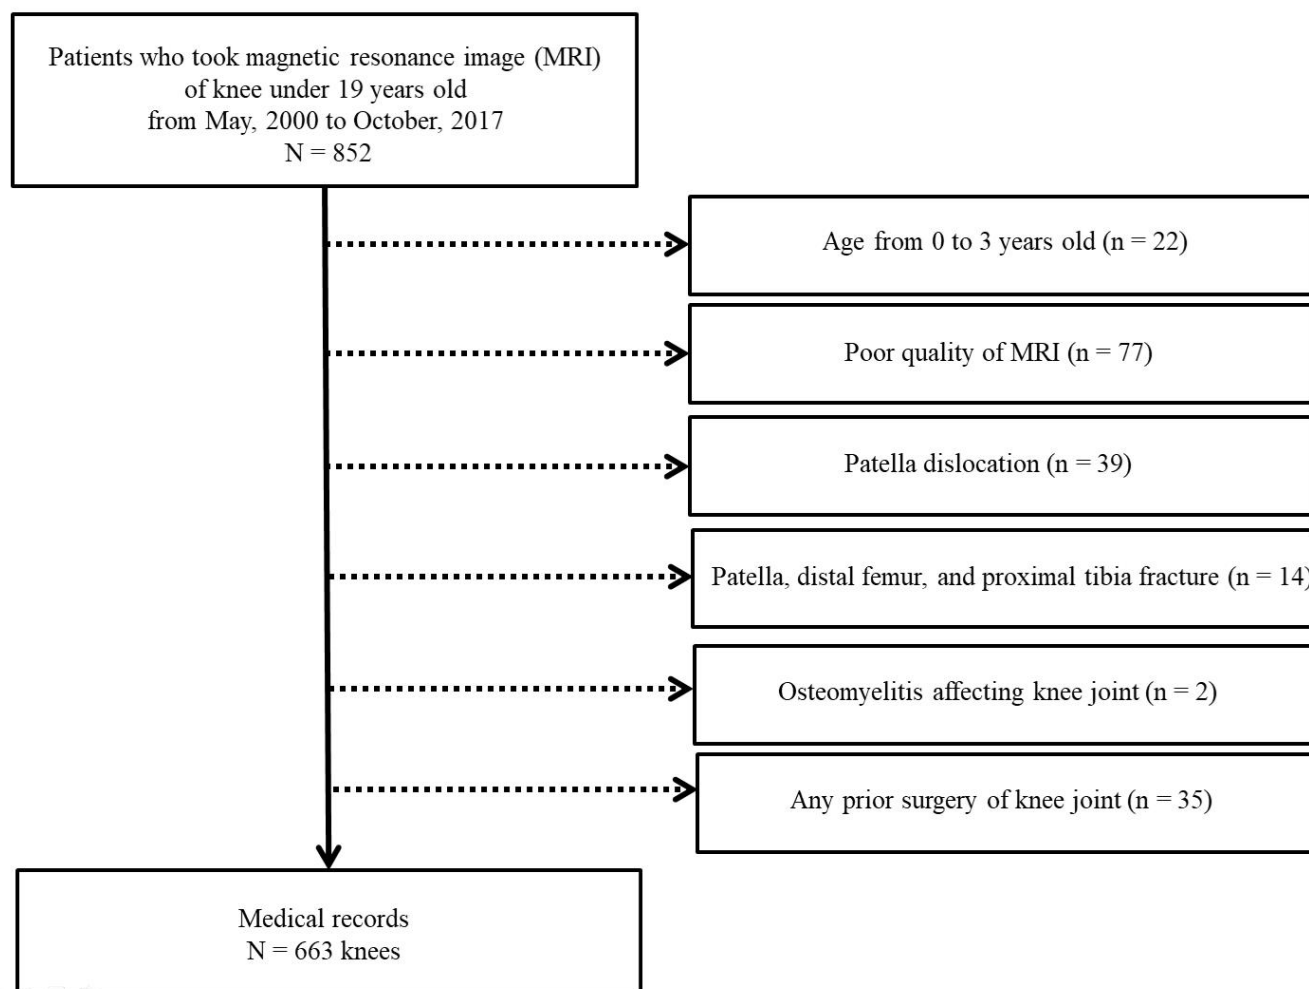 Patients who took magnetic resonance image (MRI)
of knee under 19 years old
from May, 2000 to October, 2017
N = 852
Age from 0 to 3 years old (n = 22)
Poor quality of MRI (n = 77)
Patella dislocation (n = 39)
Patella, distal femur, and proximal tibia fracture (n = 14)
Osteomyelitis affecting knee joint (n = 2)
Any prior surgery of knee joint (n = 35)
Medical records
N = 663 knees